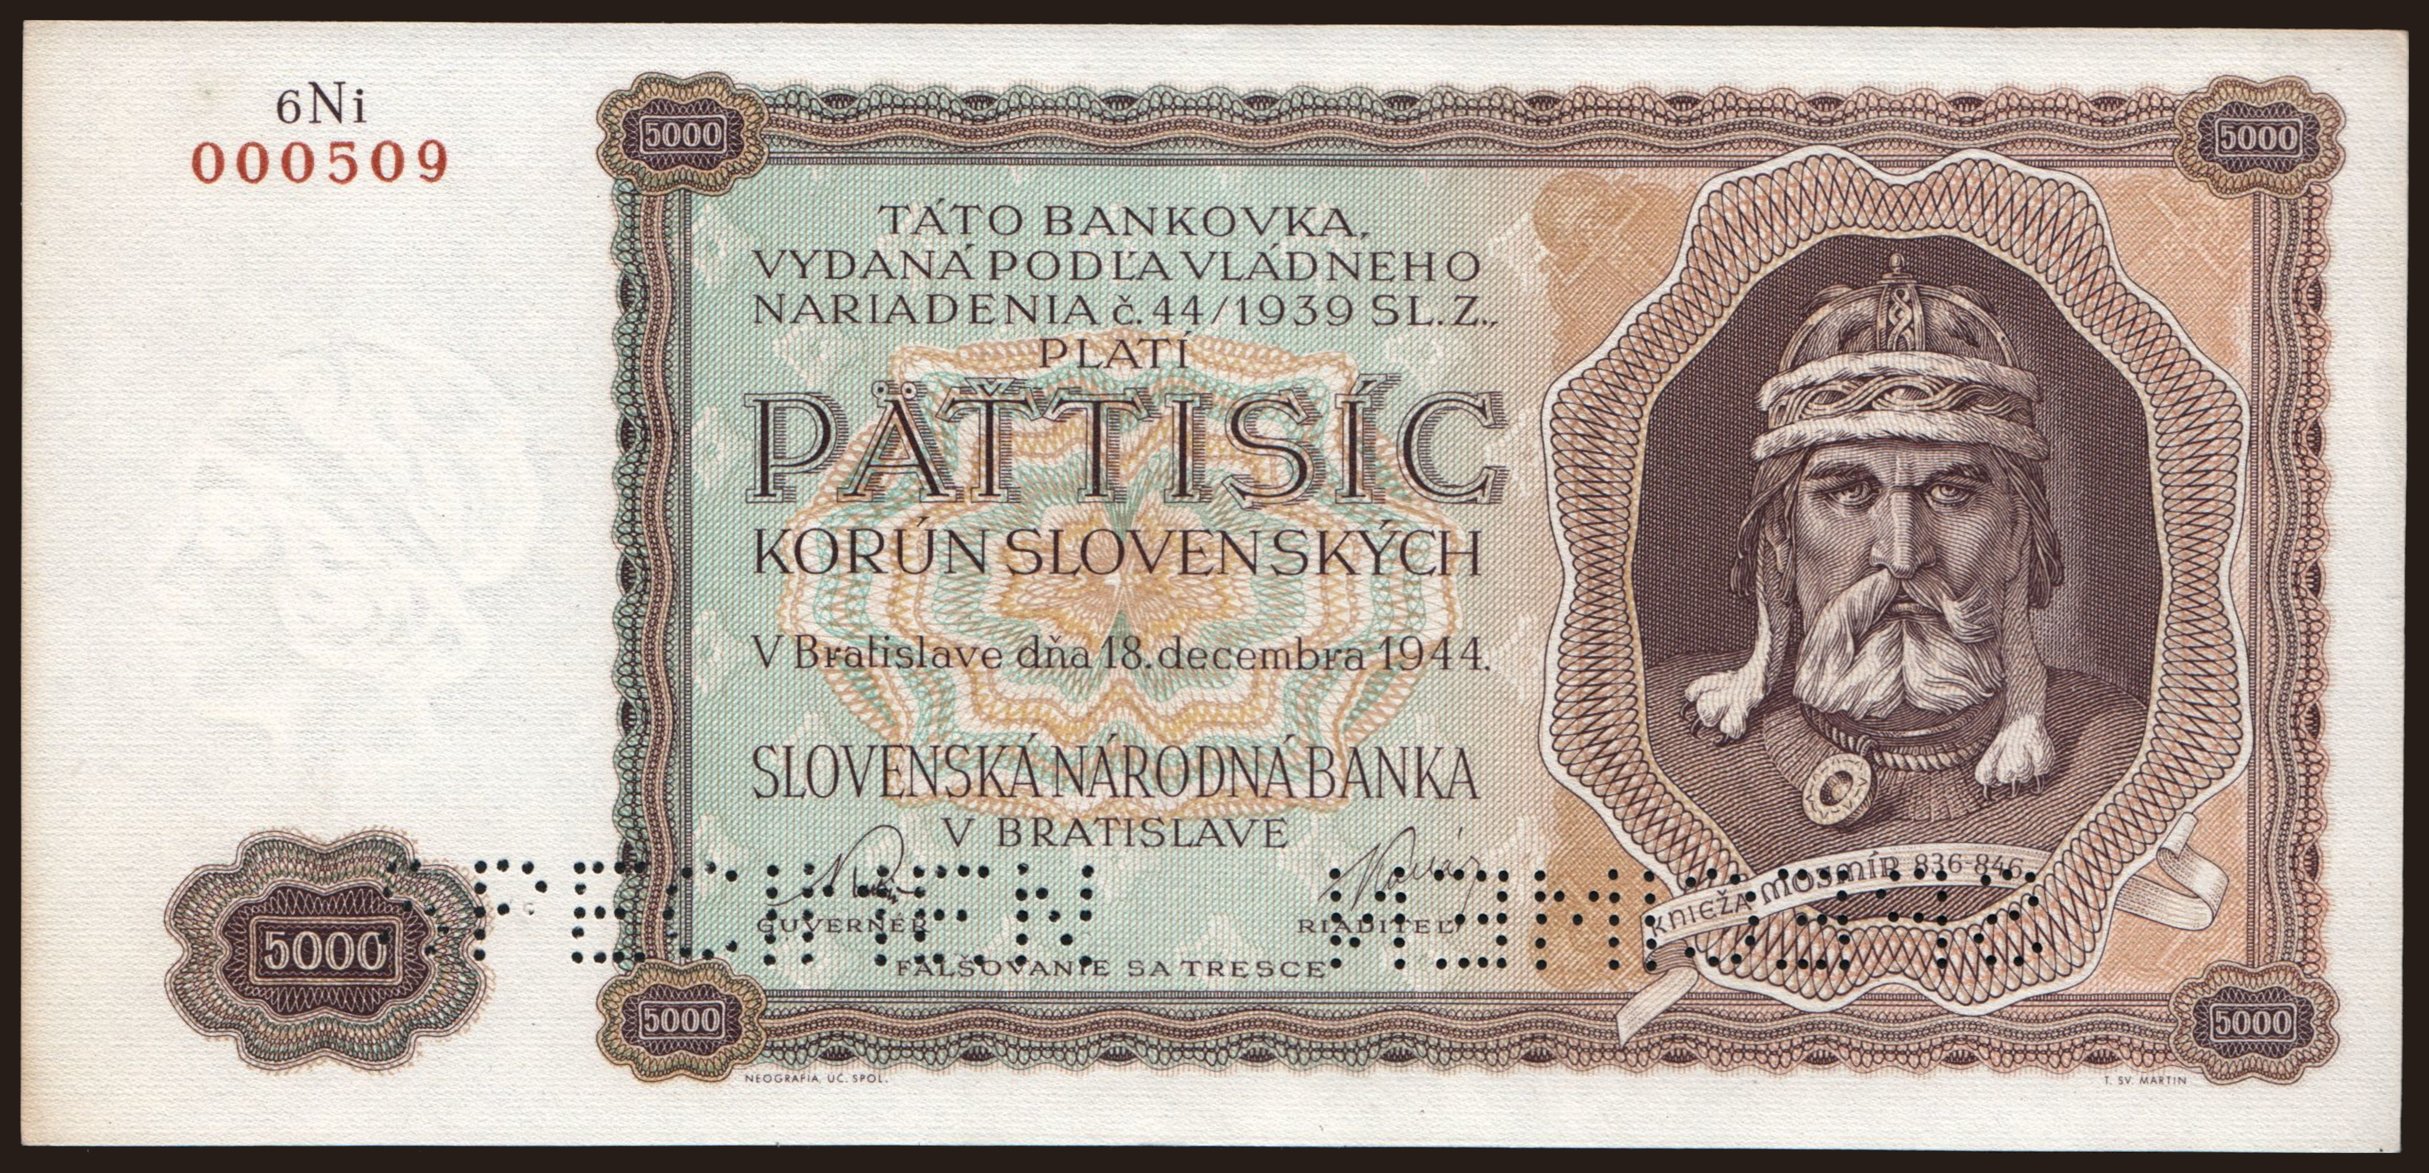 6Ni
000509
5000
5000
TÁTO BANKOVKA,
VYDANÁ PODĽA VLÁDNEHO
NARIADENIA č. 44/1939 SL. Z.,
PLATÍ
PÄŤTISÍC
KORÚN SLOVENSKÝCH
V Bratislave dňa 18. decembra 1944.
SLOVENSKÁ NÁRODNÁ BANKA
V BRATISLAVE
GUVERNÉR
RIADITEĽ
FALŠOVANIE SA TRESCE
KNIEŽA MOJMÍR 836-846
SPECIMEN
SPECIMEN
5000
5000
5000
NEOGRAFIA, UČ. SPOL.
T. SV. MARTIN